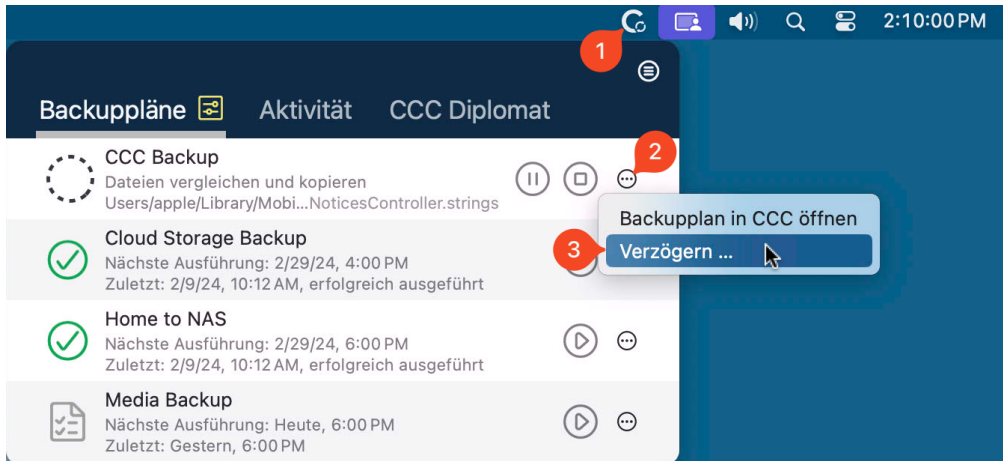 2:10:00 PM
1
Backuppläne
Aktivität
CCC Diplomat
CCC Backup
Dateien vergleichen und kopieren
Users/apple/Library/Mobi...NoticesController.strings
2
Backupplan in CCC öffnen
3
Verzögern ...
Cloud Storage Backup
Nächste Ausführung: 2/29/24, 4:00 PM
Zuletzt: 2/9/24, 10:12 AM, erfolgreich ausgeführt
Home to NAS
Nächste Ausführung: 2/29/24, 6:00 PM
Zuletzt: 2/9/24, 10:12 AM, erfolgreich ausgeführt
Media Backup
Nächste Ausführung: Heute, 6:00 PM
Zuletzt: Gestern, 6:00 PM